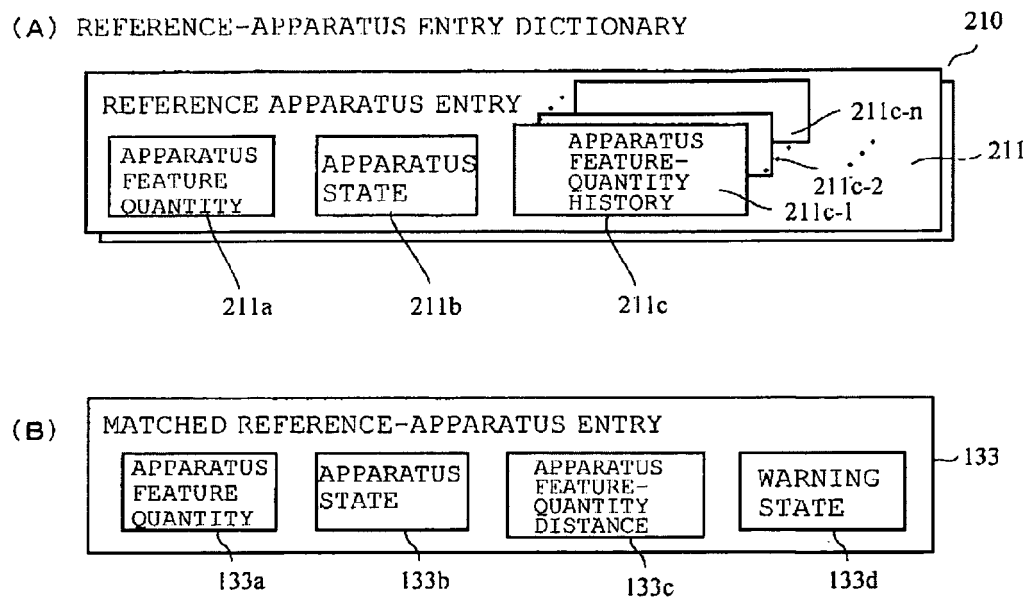 (A) REFERENCE-APPARATUS ENTRY DICTIONARY
210
REFERENCE APPARATUS ENTRY
211c-n
APPARATUS
FEATURE
QUANTITY
APPARATUS
STATE
APPARATUS
FEATURE-
QUANTITY
HISTORY
211
211c-2
211c-1
211a
211b
211c
(B)
MATCHED REFERENCE-APPARATUS ENTRY
133
APPARATUS
FEATURE
QUANTITY
APPARATUS
STATE
APPARATUS
FEATURE-
QUANTITY
DISTANCE
WARNING
STATE
133a
133b
133c
133d